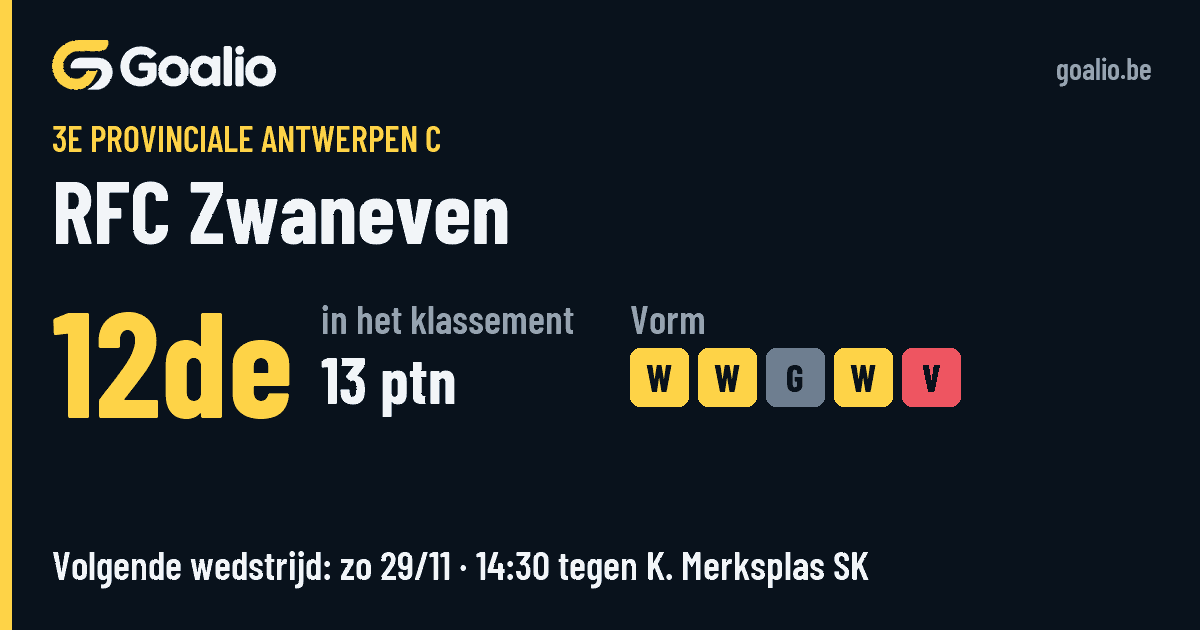 Goalio
goalio.be
3E PROVINCIALE ANTWERPEN C
RFC Zwaneven
12de
in het klassement
13 ptn
Vorm
W W G W V
Volgende wedstrijd: zo 29/11 · 14:30 tegen K. Merksplas SK